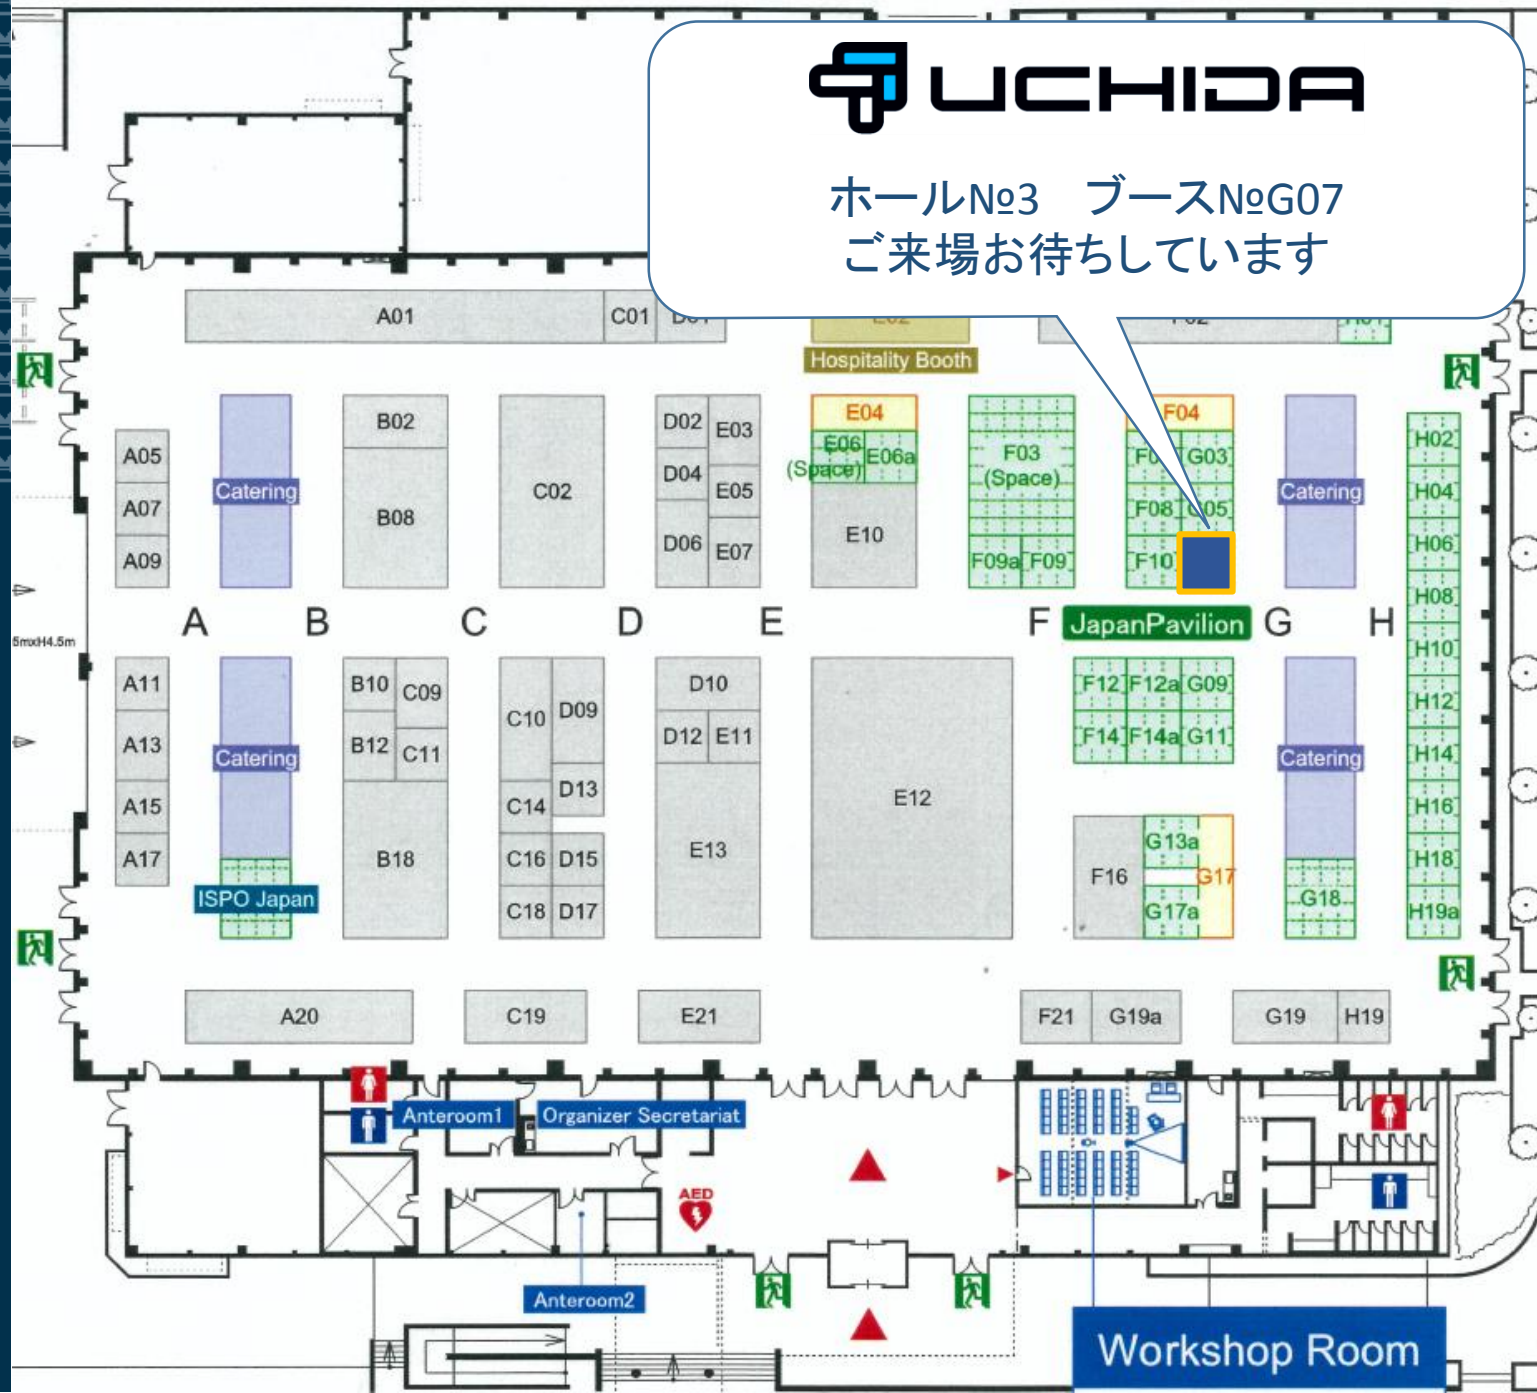 UCHIDA
ホール№3 ブース№G07
ご来場お待ちしています
A01
C01
Hospitality Booth
A05
A07
A09
Catering
B02
B08
C02
D02
D04
D06
E03
E05
E07
E04
E06
(Space)
E06a
E10
F03
(Space)
F09a
F09
F04
G03
F08
G05
F10
Catering
H02
H04
H06
H08
H10
H12
H14
H16
H18
H19a
A B C D E F JapanPavilion G H
5mxH4.5m
A11
A13
A15
A17
Catering
ISPO Japan
B10
C09
B12
C11
B18
C10
D09
D13
C14
C16
D15
C18
D17
D10
D12
E11
E13
E12
F12
F12a
G09
F14
F14a
G11
F16
G13a
G17
G17a
Catering
G18
A20
C19
E21
F21
G19a
G19
H19
Anteroom1
Organizer Secretariat
AED
Anteroom2
Workshop Room